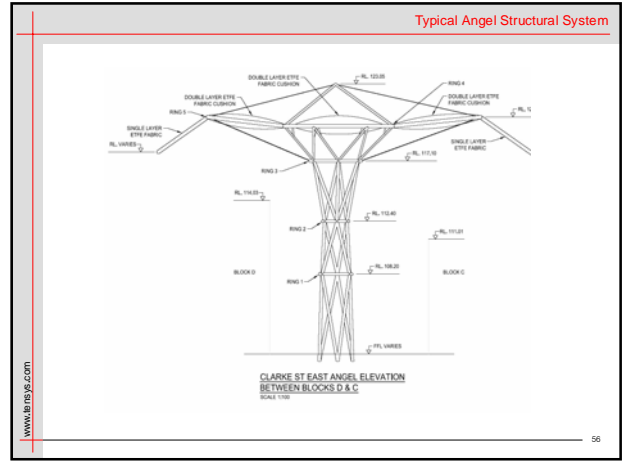 Typical Angel Structural System
DOUBLE LAYER ETFE
FABRIC CUSHION
RL. 123,05
RING 4
DOUBLE LAYER ETFE
FABRIC CUSHION
DOUBLE LAYER ETFE
FABRIC CUSHION
RING 5
SINGLE LAYER
ETFE FABRIC
RL. VARIES
SINGLE LAYER
ETFE FABRIC
RL. 117,10
RING 3
RL. 114,03
RING 2
RL. 112,40
RL. 111,01
BLOCK D
BLOCK C
RING 1
RL. 108,20
FFL VARIES
CLARKE ST EAST ANGEL ELEVATION
BETWEEN BLOCKS D & C
SCALE 1:100
www.tensys.com
56